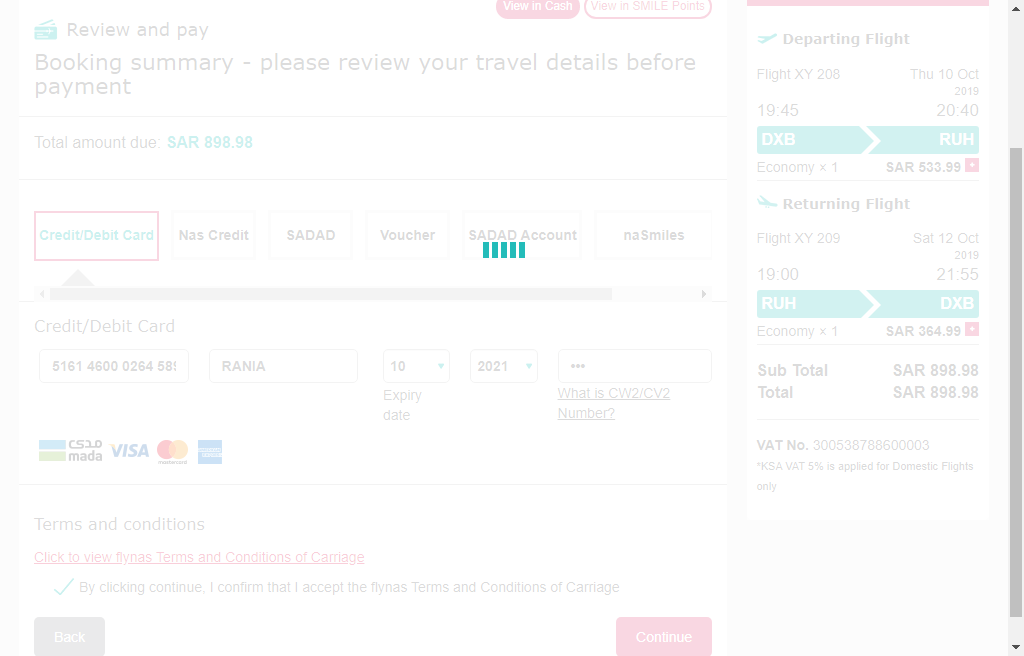 View in Cash
View in SMILE Points
Review and pay
Booking summary - please review your travel details before
payment
Total amount due: SAR 898.98
Credit/Debit Card
Nas Credit
SADAD
Voucher
SADAD Account
naSmiles
Credit/Debit Card
5161 4600 0264 589
RANIA
10
2021
•••
Expiry
date
What is CW2/CV2
Number?
مدى
mada
VISA
mastercard
AMERICAN
EXPRESS
Terms and conditions
Click to view flynas Terms and Conditions of Carriage
By clicking continue, I confirm that I accept the flynas Terms and Conditions of Carriage
Back
Continue
Departing Flight
Flight XY 208
Thu 10 Oct
2019
19:45
20:40
DXB
RUH
Economy × 1
SAR 533.99 +
Returning Flight
Flight XY 209
Sat 12 Oct
2019
19:00
21:55
RUH
DXB
Economy × 1
SAR 364.99 +
Sub Total
SAR 898.98
Total
SAR 898.98
VAT No. 300538788600003
*KSA VAT 5% is applied for Domestic Flights
only